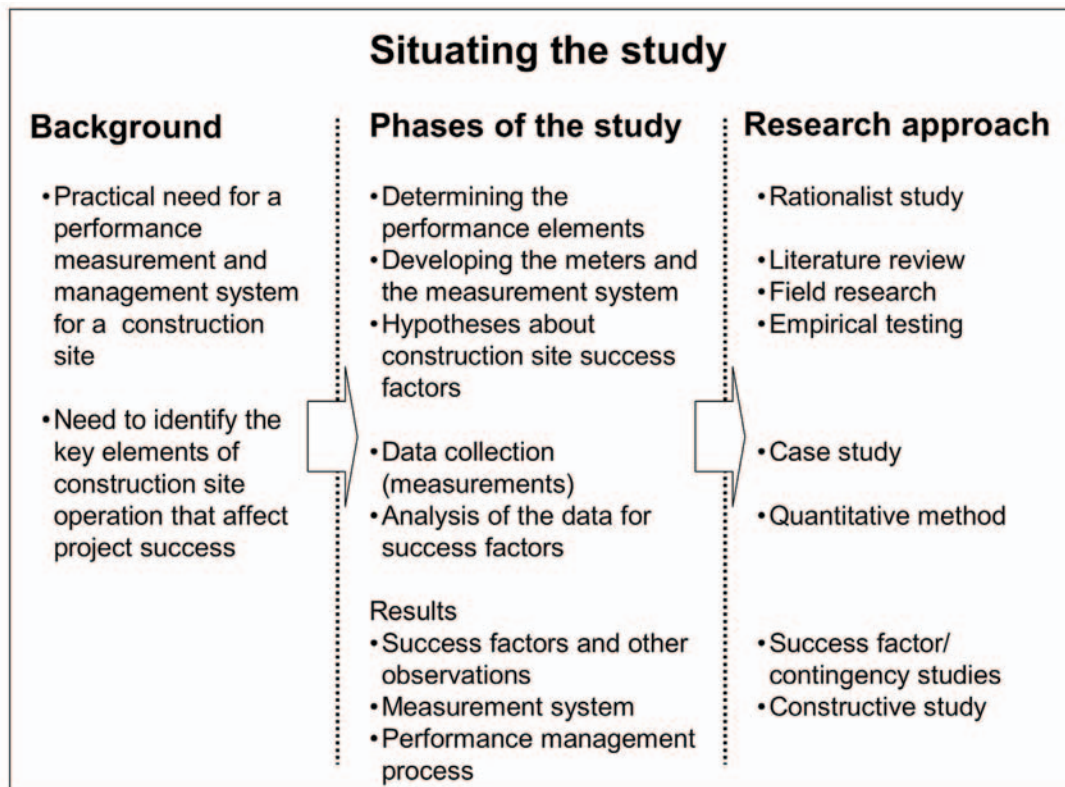 Situating the study
Background
•Practical need for a
performance
measurement and
management system
for a construction
site
•Need to identify the
key elements of
construction site
operation that affect
project success
Phases of the study
•Determining the
performance elements
•Developing the meters and
the measurement system
•Hypotheses about
construction site success
factors
•Data collection
(measurements)
•Analysis of the data for
success factors
Results
•Success factors and other
observations
•Measurement system
•Performance management
process
Research approach
•Rationalist study
•Literature review
•Field research
•Empirical testing
•Case study
•Quantitative method
•Success factor/
contingency studies
•Constructive study